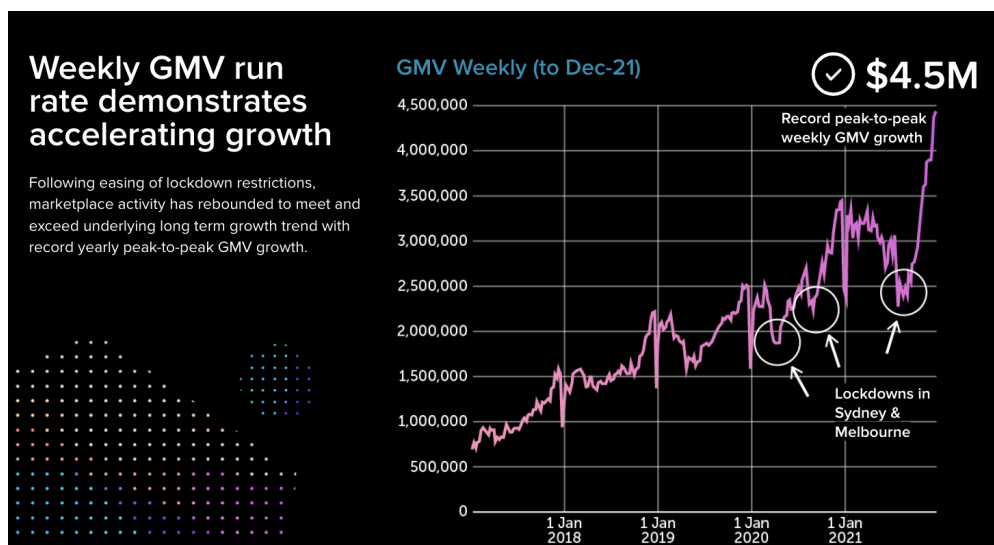 Weekly GMV run
rate demonstrates
accelerating growth
Following easing of lockdown restrictions,
marketplace activity has rebounded to meet and
exceed underlying long term growth trend with
record yearly peak-to-peak GMV growth.
GMV Weekly (to Dec-21)
$4.5M
Record peak-to-peak
weekly GMV growth
4,500,000
4,000,000
3,500,000
3,000,000
2,500,000
2,000,000
1,500,000
1,000,000
500,000
0
Lockdowns in
Sydney &
Melbourne
1 Jan
2018
1 Jan
2019
1 Jan
2020
1 Jan
2021